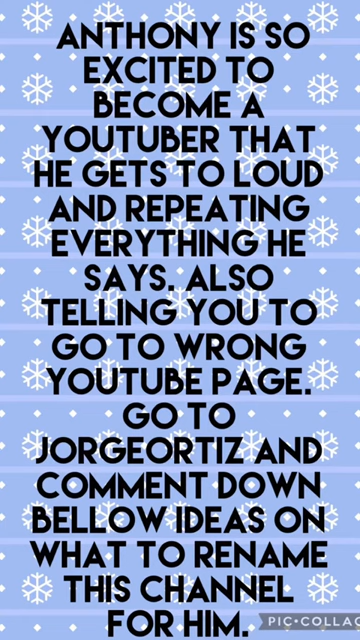 ANTHONY IS SO
EXCITED TO
BECOME A
YOUTUBER THAT
HE GETS TO LOUD
AND REPEATING
EVERYTHING HE
SAYS. ALSO
TELLING YOU TO
GO TO WRONG
YOUTUBE PAGE.
GO TO
JORGEORTIZ AND
COMMENT DOWN
BELLOW IDEAS ON
WHAT TO RENAME
THIS CHANNEL
FOR HIM.
PIC•COLLAG